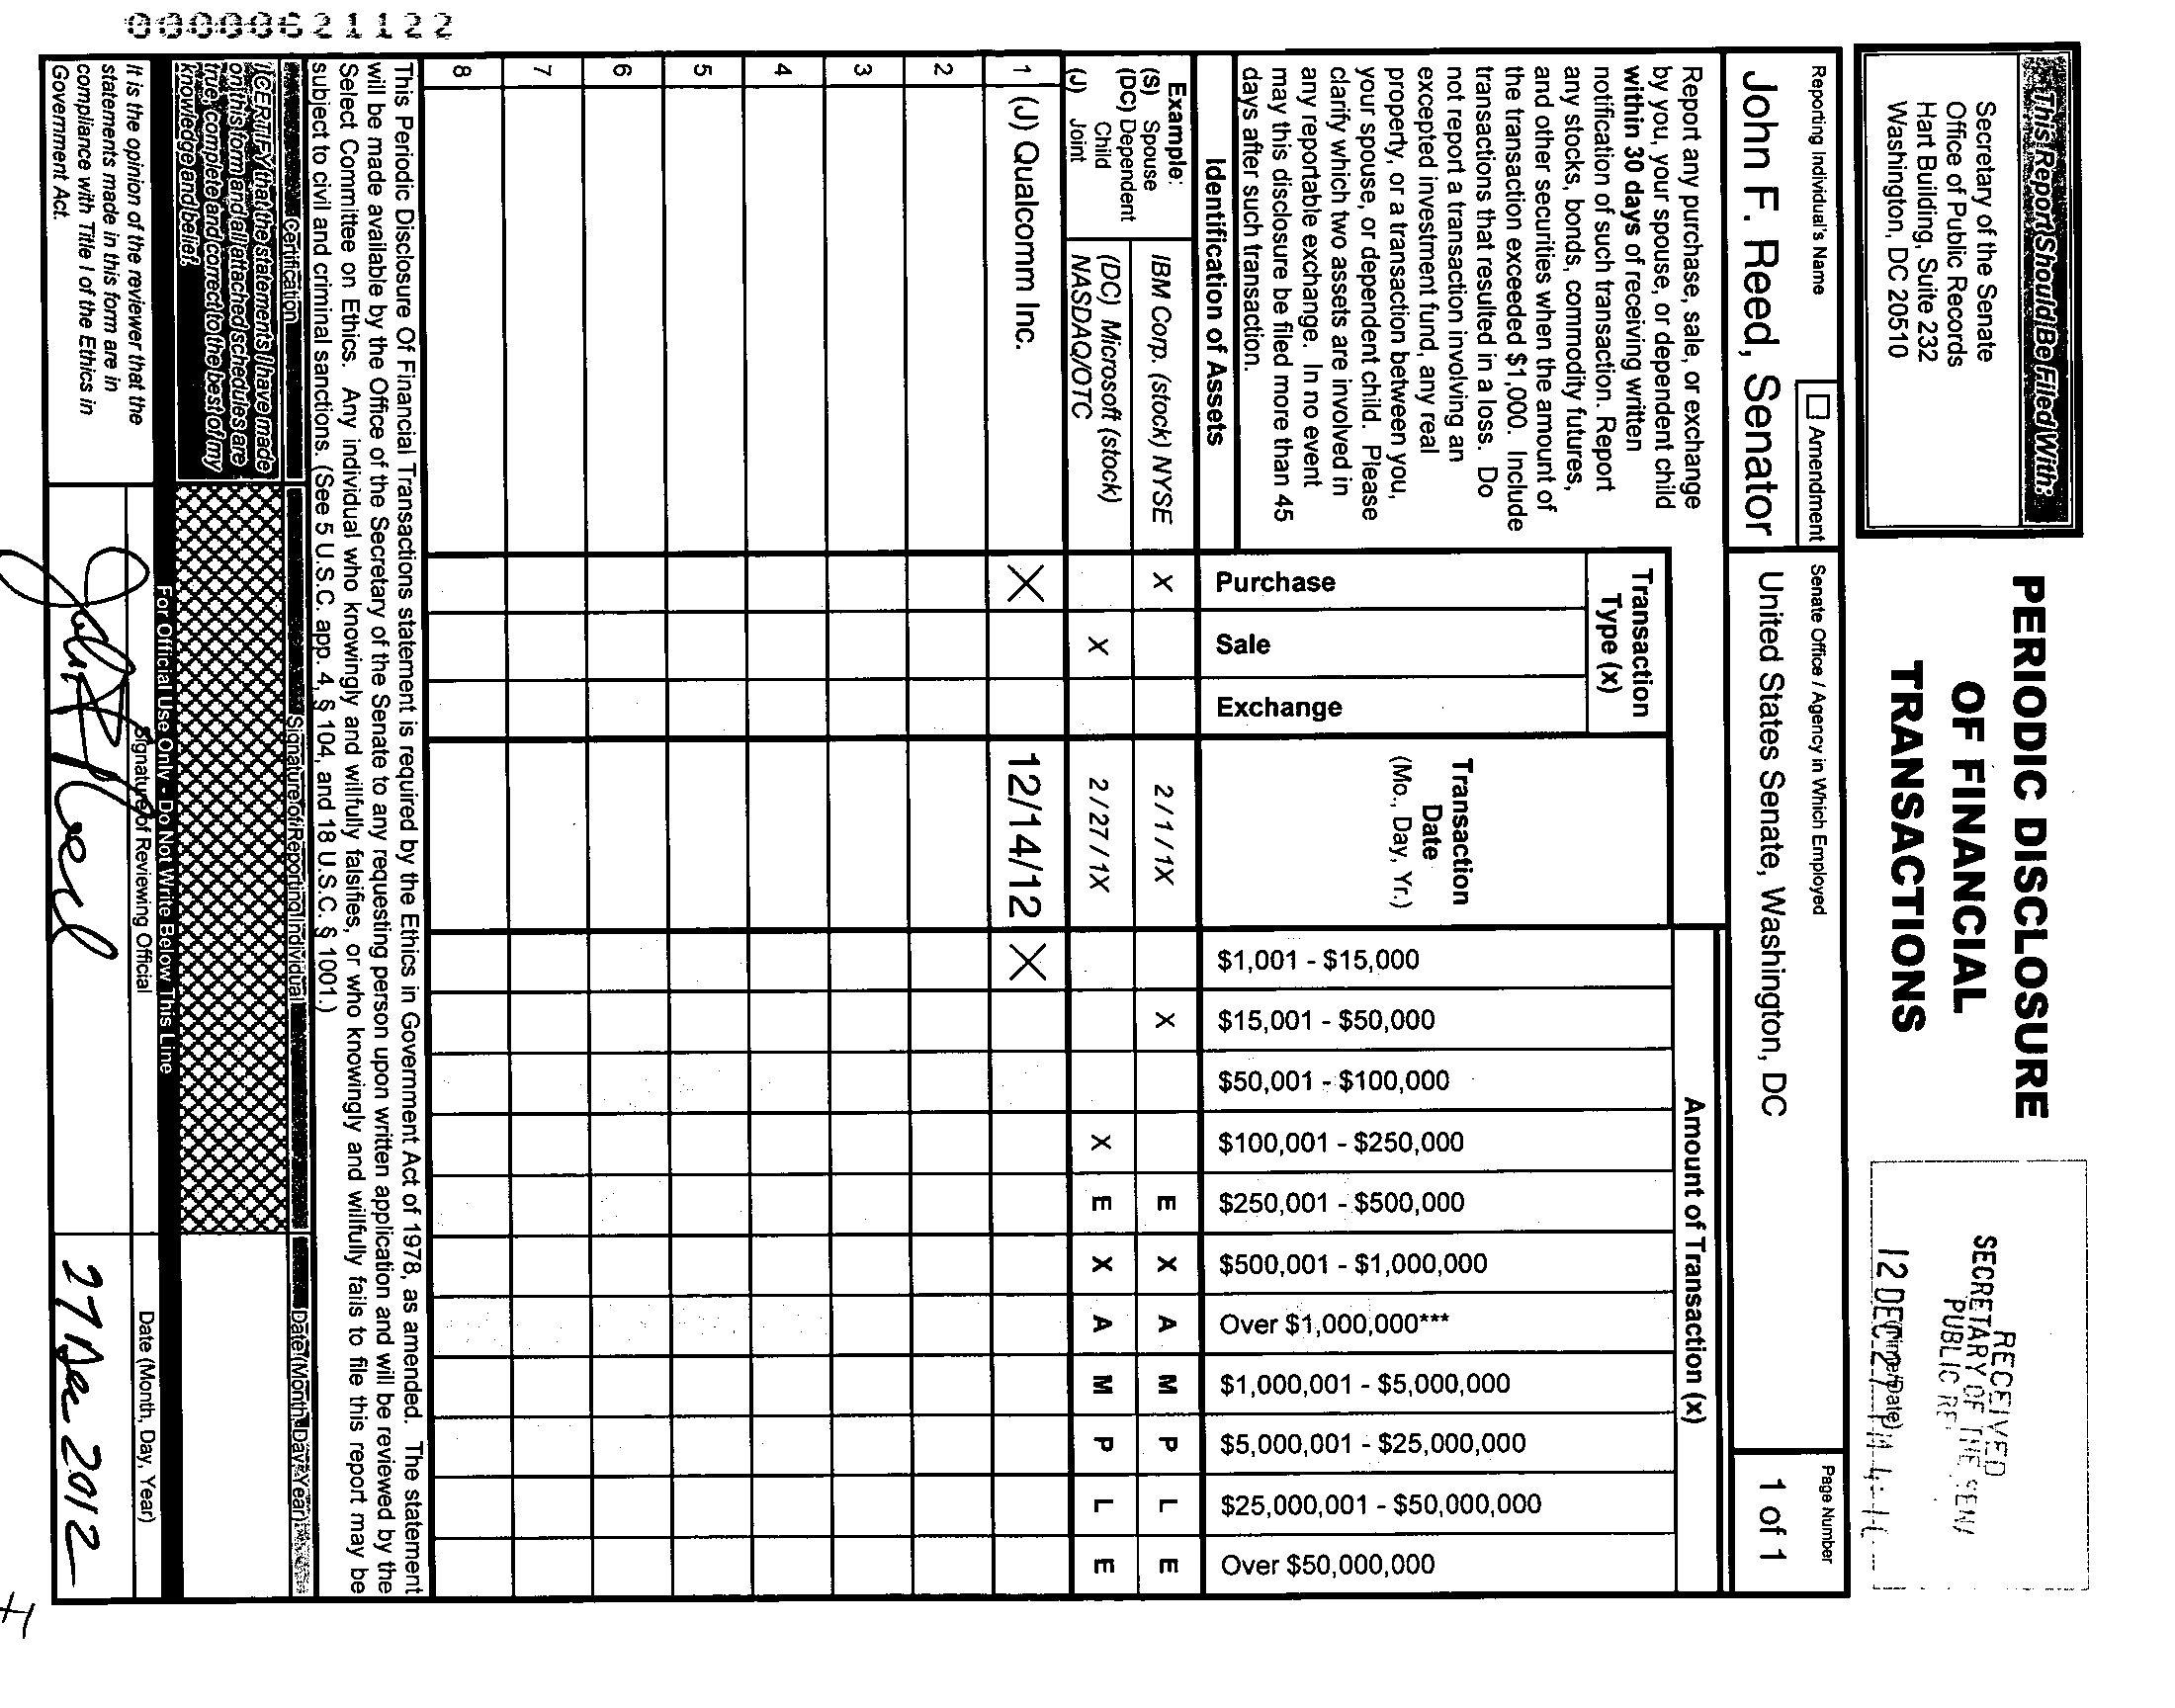 This Report Should Be Filed With:
Secretary of the Senate
Office of Public Records
Hart Building, Suite 232
Washington, DC 20510
PERIODIC DISCLOSURE
OF FINANCIAL
TRANSACTIONS
RECEIVED
SECRETARY OF THE SEN
PUBLIC RE
(Time/Date)
12 DEC 27 PM
Reporting Individual's Name
Amendment
John F. Reed, Senator
Senate Office / Agency in Which Employed
United States Senate, Washington, DC
Page Number
1 of 1
Report any purchase, sale, or exchange
by you, your spouse, or dependent child
within 30 days of receiving written
notification of such transaction. Report
any stocks, bonds, commodity futures,
and other securities when the amount of
the transaction exceeded $1,000. Include
transactions that resulted in a loss. Do
not report a transaction involving an
excepted investment fund, any real
property, or a transaction between you,
your spouse, or dependent child. Please
clarify which two assets are involved in
any reportable exchange. In no event
may this disclosure be filed more than 45
days after such transaction.
Identification of Assets
Transaction
Type (x)
Purchase
Sale
Exchange
Transaction
Date
(Mo., Day, Yr.)
Amount of Transaction (x)
$1,001 - $15,000
$15,001 - $50,000
$50,001 - $100,000
$100,001 - $250,000
$250,001 - $500,000
$500,001 - $1,000,000
Over $1,000,000***
$1,000,001 - $5,000,000
$5,000,001 - $25,000,000
$25,000,001 - $50,000,000
Over $50,000,000
Example:
(S) Spouse
(DC) Dependent
Child
(J) Joint
IBM Corp. (stock) NYSE X 2/1/1X X E X A M P L E
(DC) Microsoft (stock)
NASDAQ/OTC X 2/27/1X X E X A M P L E
1 (J) Qualcomm Inc. X 12/14/12 X
2
3
4
5
6
7
8
This Periodic Disclosure Of Financial Transactions statement is required by the Ethics in Government Act of 1978, as amended. The statement
will be made available by the Office of the Secretary of the Senate to any requesting person upon written application and will be reviewed by the
Select Committee on Ethics. Any individual who knowingly and willfully falsifies, or who knowingly and willfully fails to file this report may be
subject to civil and criminal sanctions. (See 5 U.S.C. app. 4, § 104, and 18 U.S.C. § 1001.)
Certification
Signature of Reporting Individual
Date (Month, Day, Year)
I CERTIFY that the statements I have made
on this form and all attached schedules are
true, complete and correct to the best of my
knowledge and belief.
For Official Use Only - Do Not Write Below This Line
It is the opinion of the reviewer that the
statements made in this form are in
compliance with Title I of the Ethics in
Government Act.
Signature of Reviewing Official
Date (Month, Day, Year)
27 Dec 2012